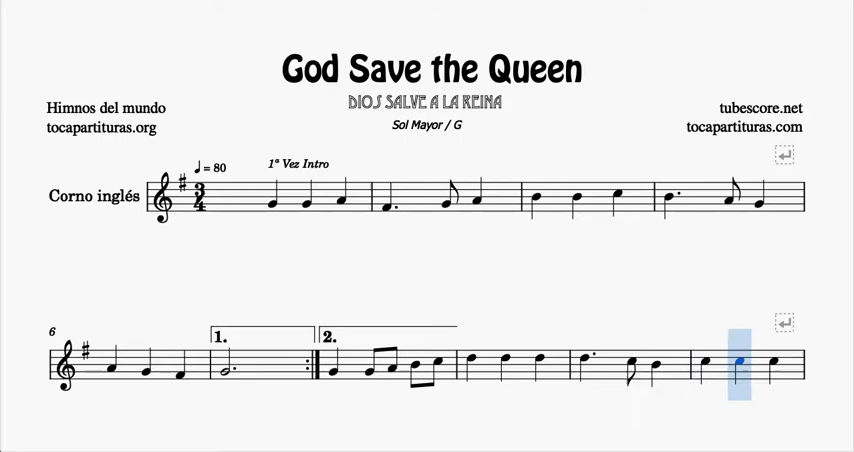 God Save the Queen
DIOS SALVE A LA REINA
Himnos del mundo
tubescore.net
tocapartituras.org
Sol Mayor / G
tocapartituras.com
♩ = 80
1ª Vez Intro
Corno inglés
3
4
6
1.
2.